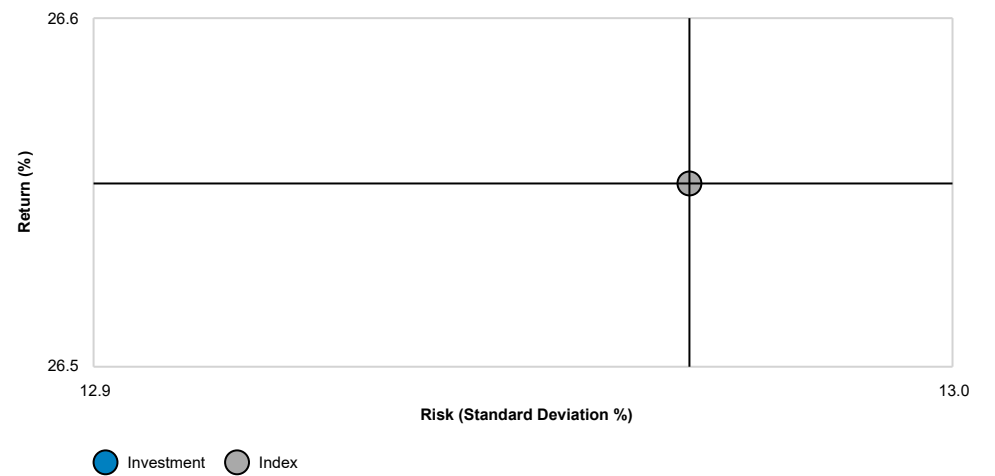 26.6
Return (%)
26.5
12.9
13.0
Risk (Standard Deviation %)
Investment
Index